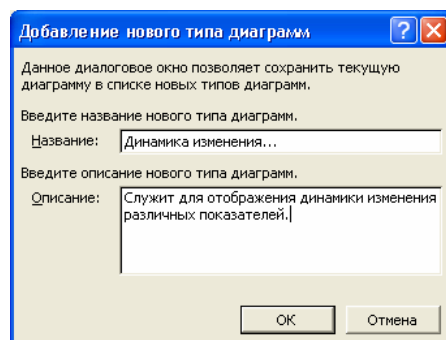 Добавление нового типа диаграмм
Данное диалоговое окно позволяет сохранить текущую
диаграмму в списке новых типов диаграмм.
Введите название нового типа диаграмм.
Название: Динамика изменения...
Введите описание нового типа диаграмм.
Описание: Служит для отображения динамики изменения
различных показателей.
ОК Отмена